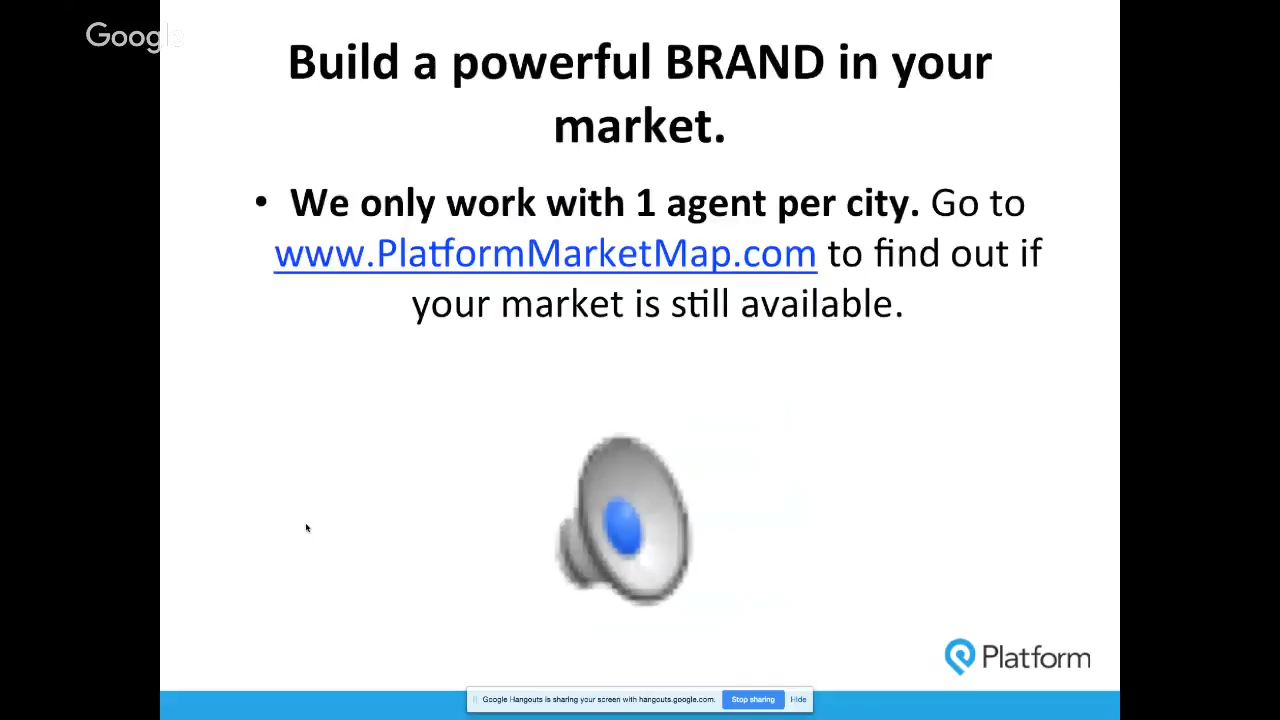 Google
Build a powerful BRAND in your
market.
• We only work with 1 agent per city. Go to
www.PlatformMarketMap.com to find out if
your market is still available.
Platform
Google Hangouts is sharing your screen with hangouts.google.com. Stop sharing Hide